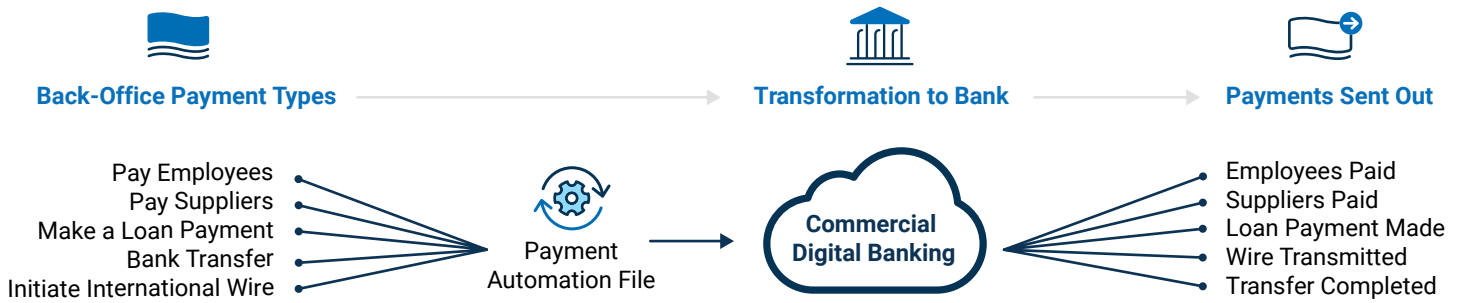 Back-Office Payment Types
Transformation to Bank
Payments Sent Out
Pay Employees
Pay Suppliers
Make a Loan Payment
Bank Transfer
Initiate International Wire
Payment
Automation File
Commercial
Digital Banking
Employees Paid
Suppliers Paid
Loan Payment Made
Wire Transmitted
Transfer Completed